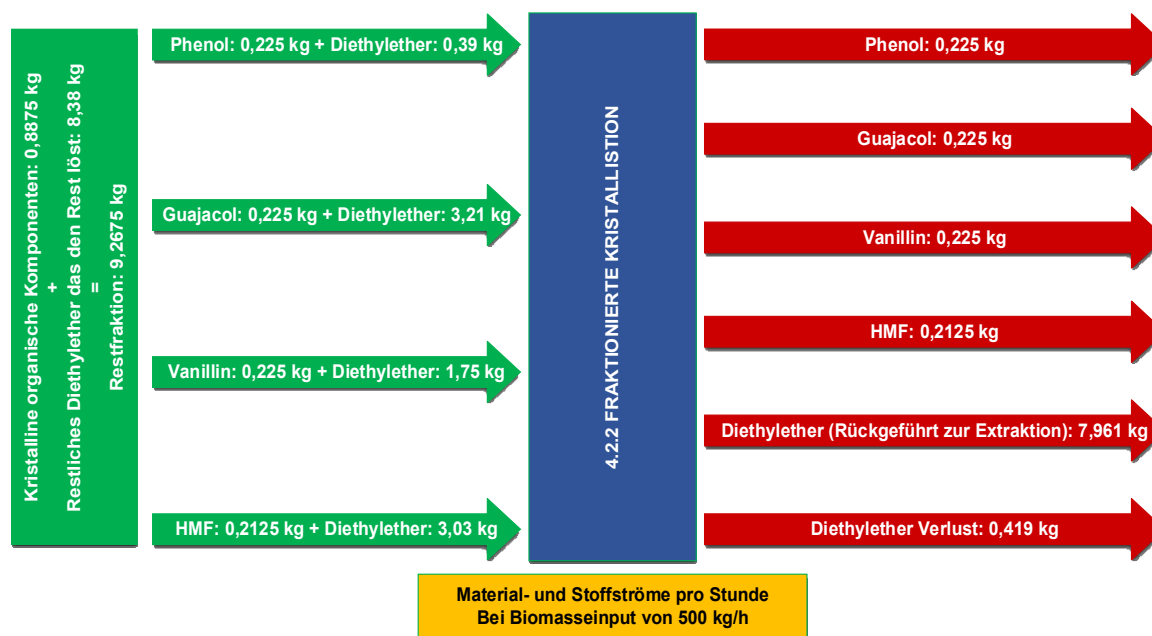 Kristalline organische Komponenten: 0,8875 kg
+
Restliches Diethylether das den Rest löst: 8,38 kg
=
Restfraktion: 9,2675 kg
Phenol: 0,225 kg + Diethylether: 0,39 kg
Guajacol: 0,225 kg + Diethylether: 3,21 kg
Vanillin: 0,225 kg + Diethylether: 1,75 kg
HMF: 0,2125 kg + Diethylether: 3,03 kg
4.2.2 FRAKTIONIERTE KRISTALLISTION
Phenol: 0,225 kg
Guajacol: 0,225 kg
Vanillin: 0,225 kg
HMF: 0,2125 kg
Diethylether (Rückgeführt zur Extraktion): 7,961 kg
Diethylether Verlust: 0,419 kg
Material- und Stoffströme pro Stunde
Bei Biomasseinput von 500 kg/h